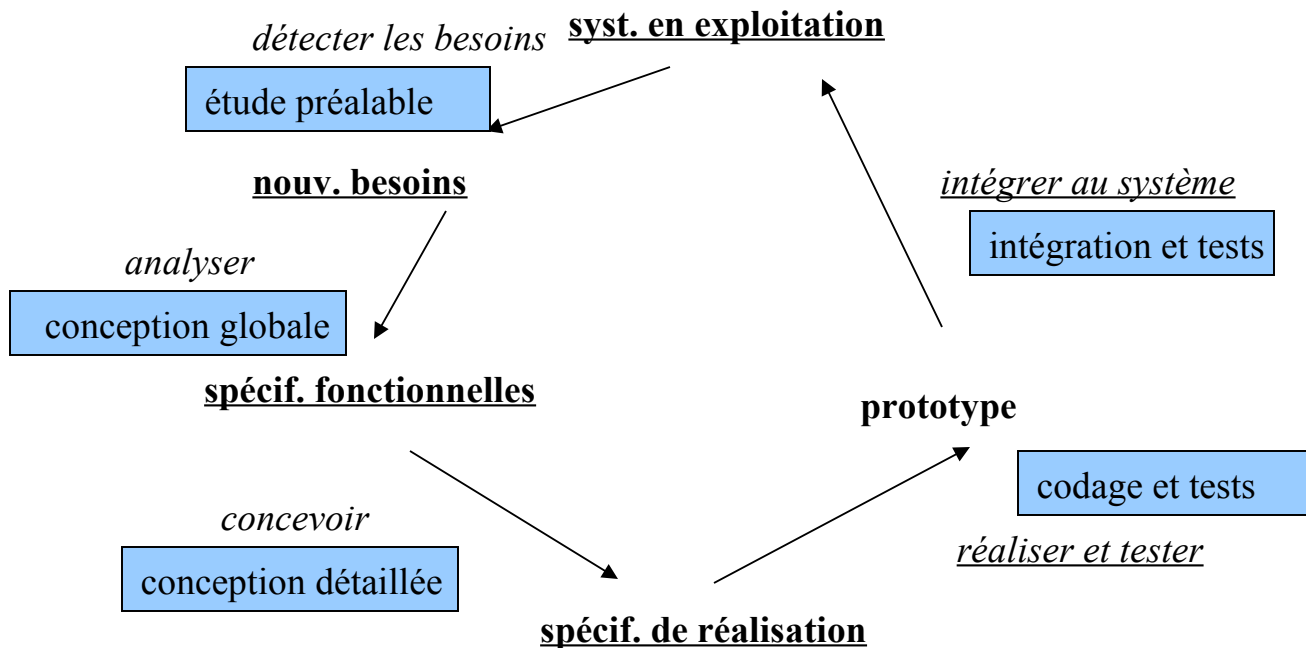 syst. en exploitation
détecter les besoins
étude préalable
nouv. besoins
intégrer au système
intégration et tests
analyser
conception globale
spécif. fonctionnelles
prototype
codage et tests
concevoir
réaliser et tester
conception détaillée
spécif. de réalisation